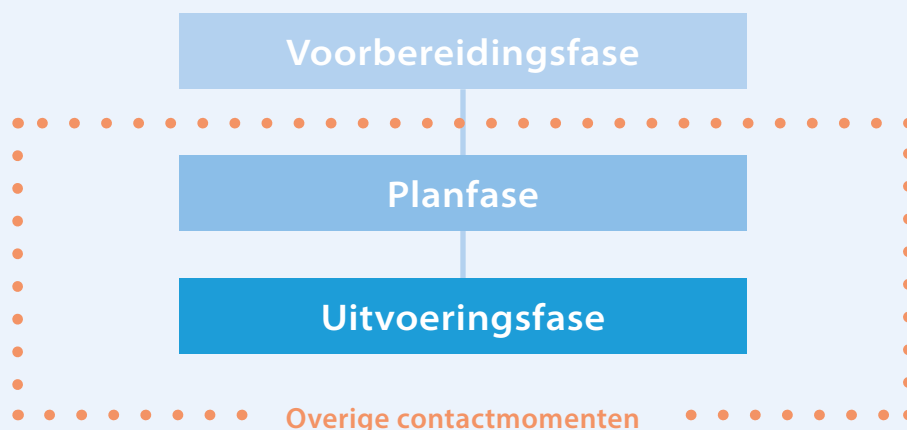 Voorbereidingsfase
Planfase
Uitvoeringsfase
Overige contactmomenten